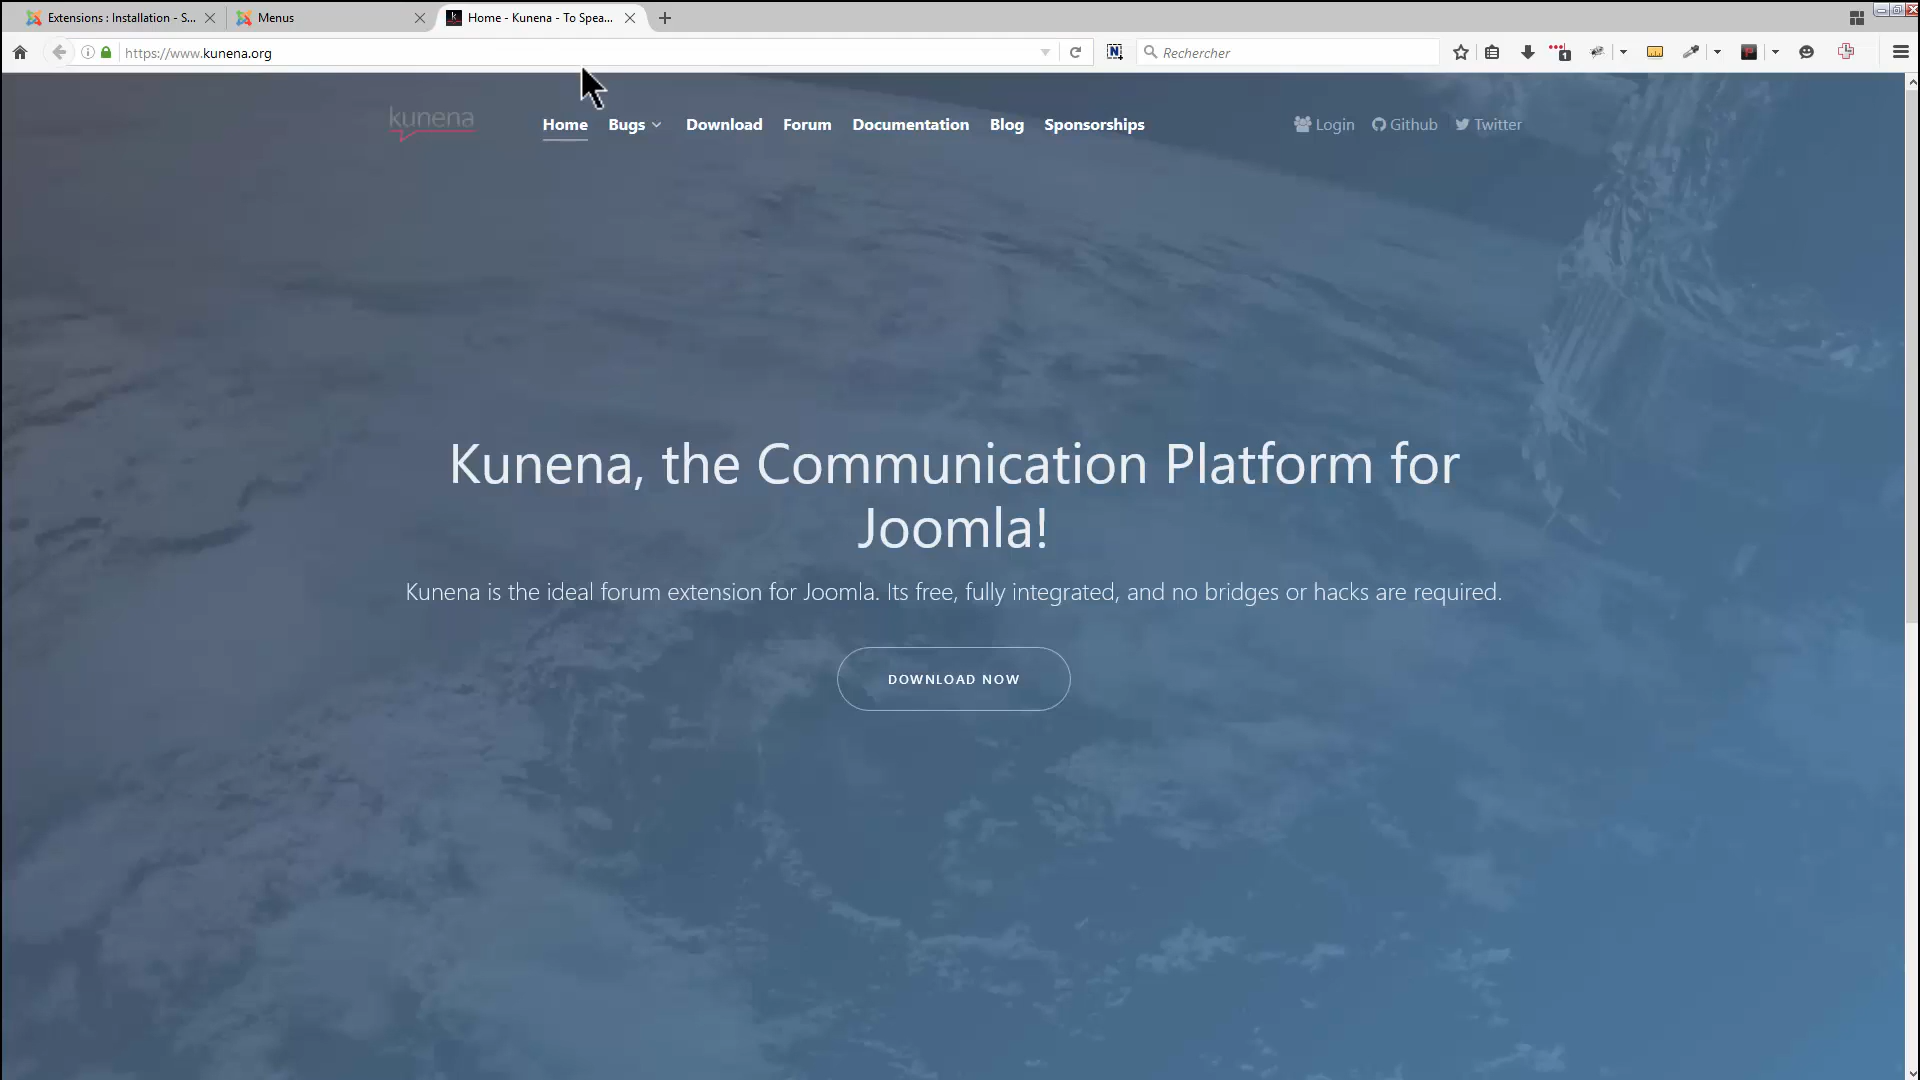 Extensions : Installation - S...
Menus
Home - Kunena - To Spea...
https://www.kunena.org
Rechercher
kunena
Home
Bugs
Download
Forum
Documentation
Blog
Sponsorships
Login
Github
Twitter
Kunena, the Communication Platform for
Joomla!
Kunena is the ideal forum extension for Joomla. Its free, fully integrated, and no bridges or hacks are required.
DOWNLOAD NOW